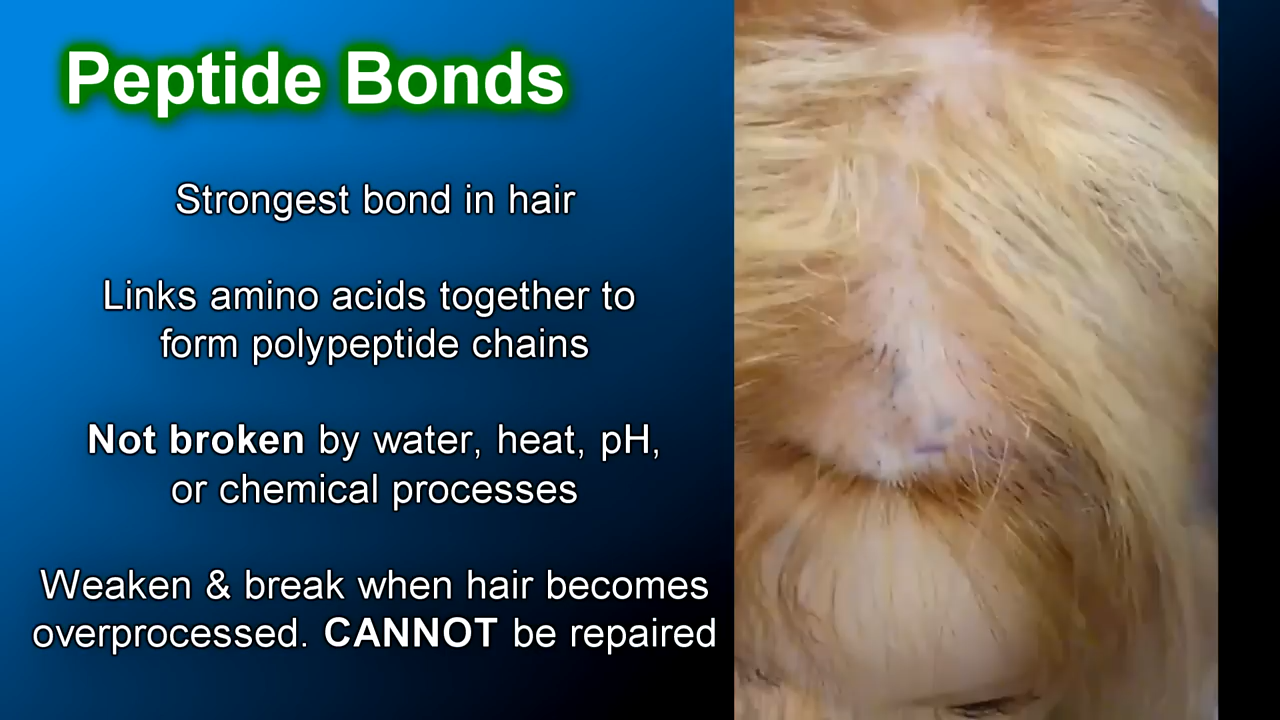 Peptide Bonds
Strongest bond in hair
Links amino acids together to
form polypeptide chains
Not broken by water, heat, pH,
or chemical processes
Weaken & break when hair becomes
overprocessed. CANNOT be repaired